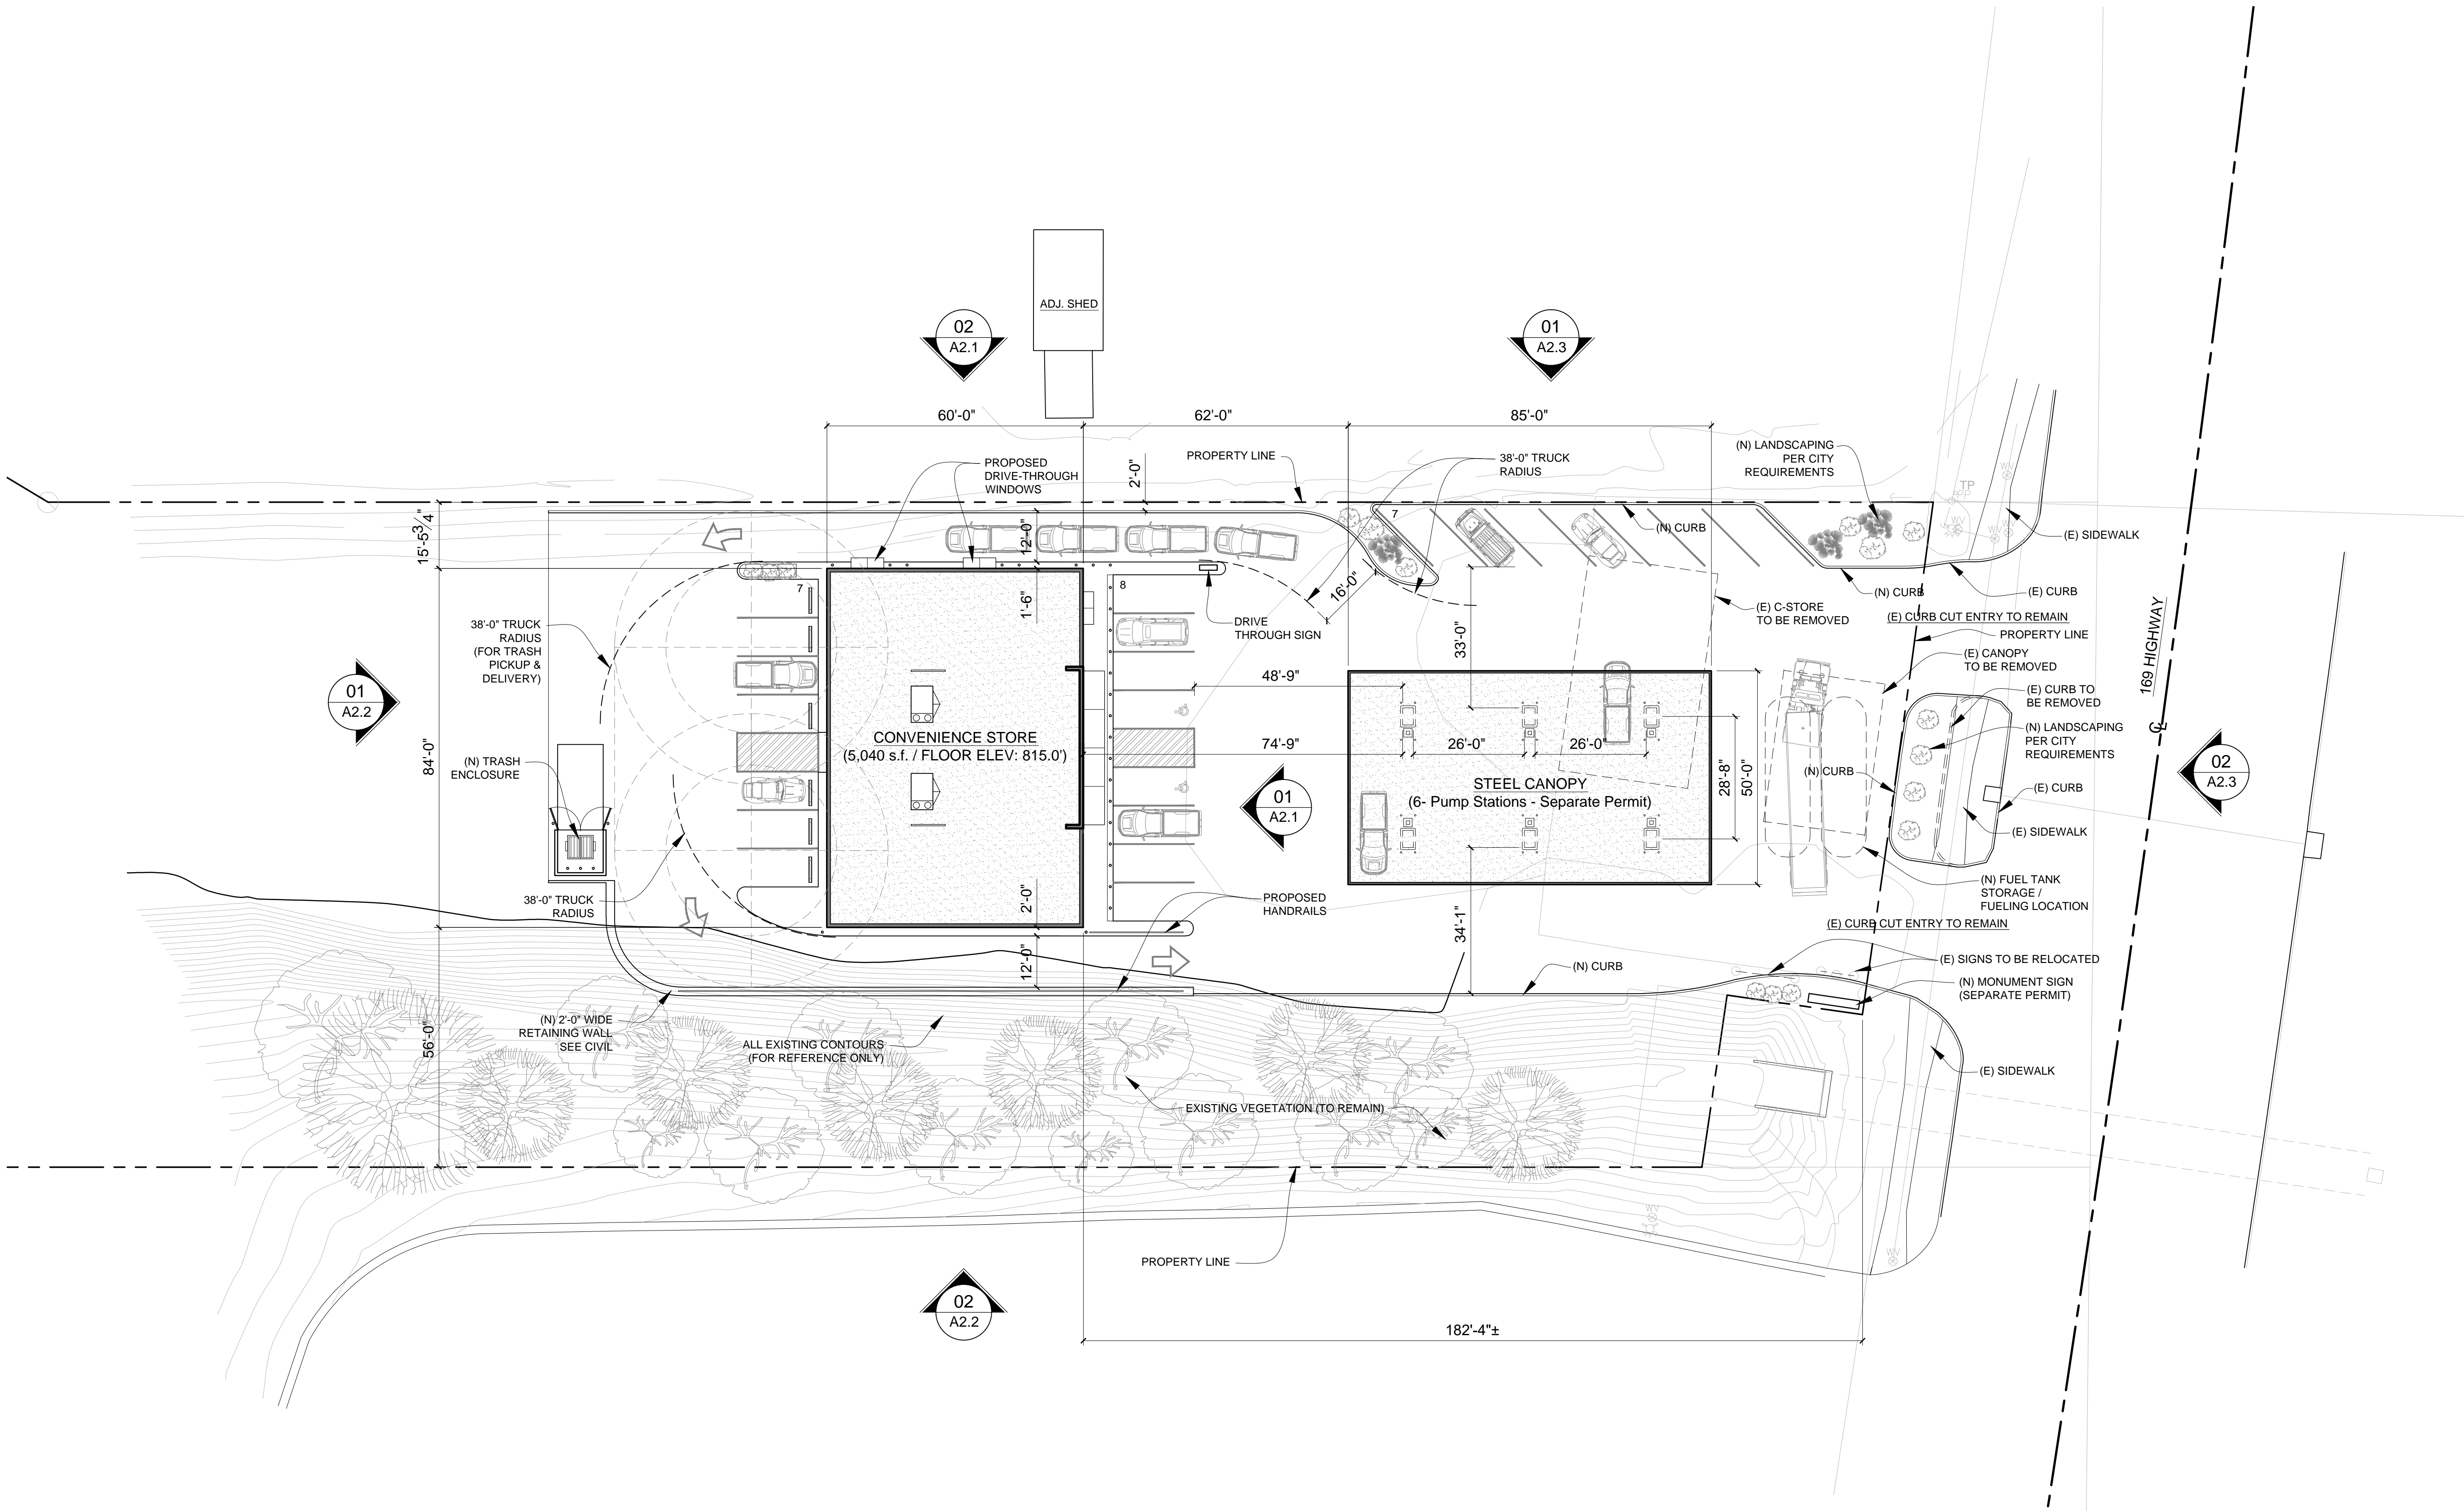 ADJ. SHED
02
A2.1
01
A2.3
60'-0"
62'-0"
85'-0"
(N) LANDSCAPING
PER CITY
REQUIREMENTS
PROPOSED
DRIVE-THROUGH
WINDOWS
2'-0"
PROPERTY LINE
38'-0" TRUCK
RADIUS
15'-5 3/4"
12'-0"
7
(N) CURB
TP
WV
WV
WV
(E) SIDEWALK
7
1'-6"
8
16'-0"
(N) CURB
(E) CURB
(E) C-STORE
TO BE REMOVED
(E) CURB CUT ENTRY TO REMAIN
38'-0" TRUCK
RADIUS
(FOR TRASH
PICKUP &
DELIVERY)
DRIVE
THROUGH SIGN
33'-0"
PROPERTY LINE
(E) CANOPY
TO BE REMOVED
169 HIGHWAY
CL
01
A2.2
48'-9"
(E) CURB TO
BE REMOVED
84'-0"
CONVENIENCE STORE
(5,040 s.f. / FLOOR ELEV: 815.0')
74'-9"
26'-0"
26'-0"
(N) LANDSCAPING
PER CITY
REQUIREMENTS
(N) TRASH
ENCLOSURE
28'-8"
50'-0"
(N) CURB
02
A2.3
01
A2.1
STEEL CANOPY
(6- Pump Stations - Separate Permit)
(E) CURB
(E) SIDEWALK
38'-0" TRUCK
RADIUS
2'-0"
PROPOSED
HANDRAILS
34'-1"
(N) FUEL TANK
STORAGE /
FUELING LOCATION
(E) CURB CUT ENTRY TO REMAIN
12'-0"
(N) CURB
(E) SIGNS TO BE RELOCATED
(N) MONUMENT SIGN
(SEPARATE PERMIT)
56'-0"
(N) 2'-0" WIDE
RETAINING WALL
SEE CIVIL
ALL EXISTING CONTOURS
(FOR REFERENCE ONLY)
(E) SIDEWALK
EXISTING VEGETATION (TO REMAIN)
WV
WV
PROPERTY LINE
02
A2.2
182'-4"±